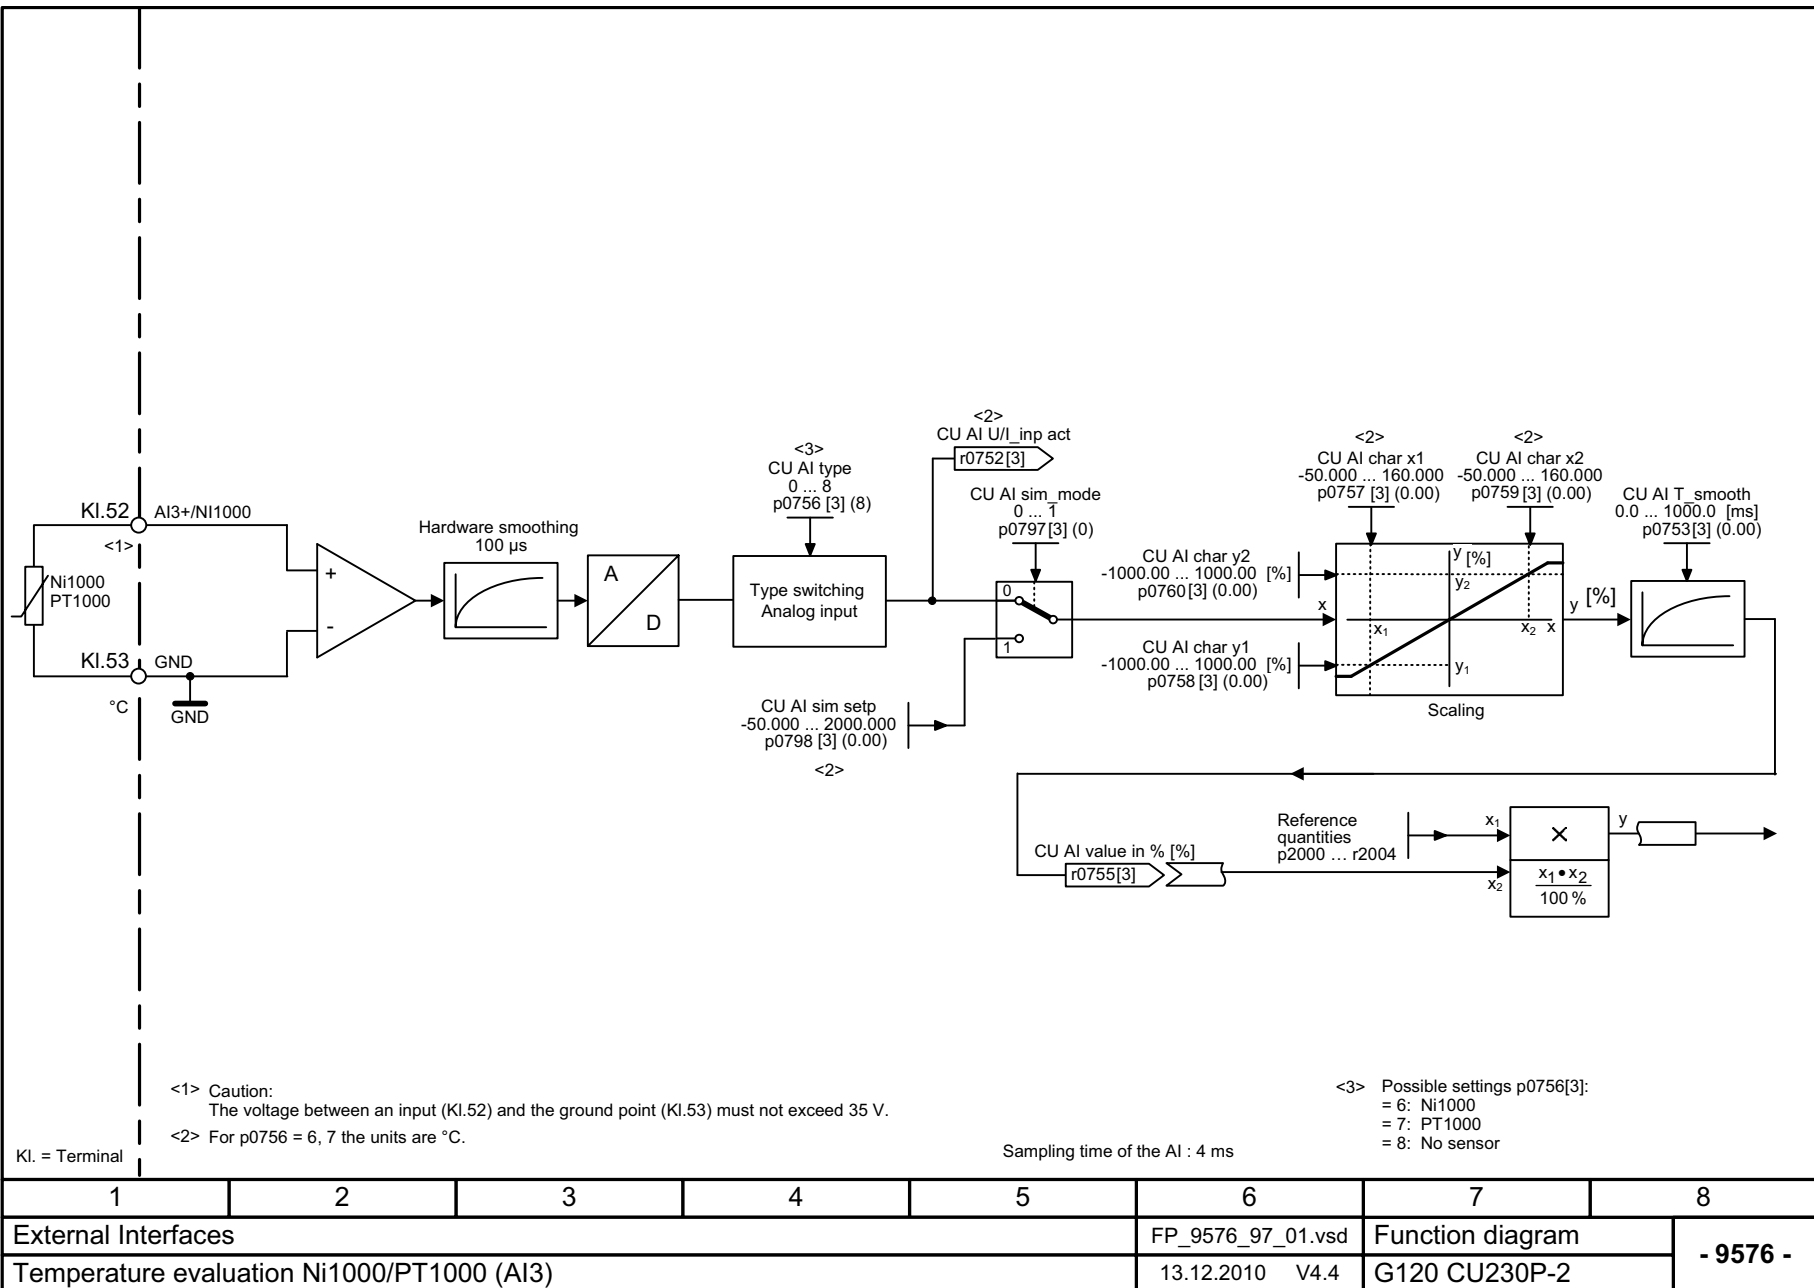 <2>
CU AI U/I_inp act
r0752[3]
<3>
CU AI type
0 ... 8
p0756 [3] (8)
CU AI sim_mode
0 ... 1
p0797[3] (0)
<2>
CU AI char x1
-50.000 ... 160.000
p0757 [3] (0.00)
<2>
CU AI char x2
-50.000 ... 160.000
p0759 [3] (0.00)
CU AI T_smooth
0.0 ... 1000.0 [ms]
p0753[3] (0.00)
Kl.52
AI3+/NI1000
<1>
Ni1000
PT1000
Kl.53
GND
°C
GND
+
-
Hardware smoothing
100 µs
A
D
Type switching
Analog input
0
1
CU AI char y2
-1000.00 ... 1000.00 [%]
p0760[3] (0.00)
x
CU AI char y1
-1000.00 ... 1000.00 [%]
p0758 [3] (0.00)
y [%]
y2
x1
x2 x
y1
Scaling
y [%]
CU AI sim setp
-50.000 ... 2000.000
p0798 [3] (0.00)
<2>
CU AI value in % [%]
r0755[3]
Reference
quantities
p2000 … r2004
x1
x2
×
x1 • x2
100 %
y
<1> Caution:
The voltage between an input (Kl.52) and the ground point (Kl.53) must not exceed 35 V.
<2> For p0756 = 6, 7 the units are °C.
Kl. = Terminal
Sampling time of the AI : 4 ms
<3> Possible settings p0756[3]:
= 6: Ni1000
= 7: PT1000
= 8: No sensor
1 2 3 4 5 6 7 8
External Interfaces
FP_9576_97_01.vsd
Function diagram
- 9576 -
Temperature evaluation Ni1000/PT1000 (AI3)
13.12.2010 V4.4
G120 CU230P-2